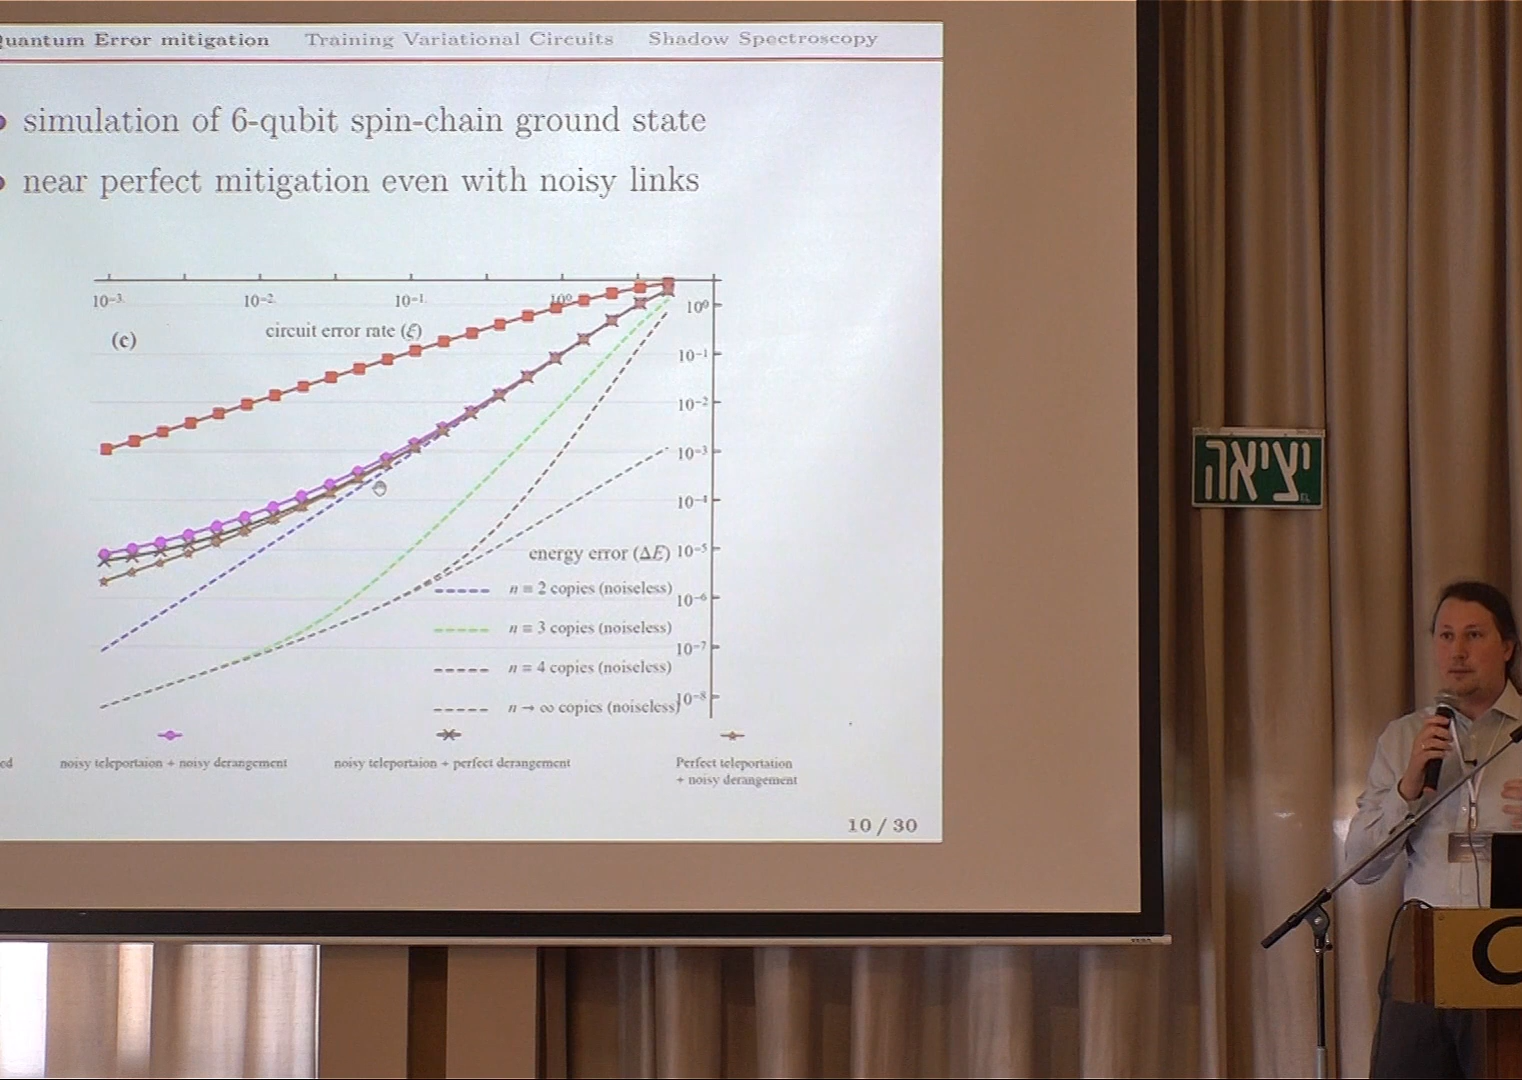 Quantum Error mitigation Training Variational Circuits Shadow Spectroscopy
simulation of 6-qubit spin-chain ground state
near perfect mitigation even with noisy links
10⁻³ 10⁻² 10⁻¹ 10⁰
circuit error rate (ξ)
(c)
10⁰
10⁻¹
10⁻²
10⁻³
10⁻⁴
energy error (ΔE) 10⁻⁵
n = 2 copies (noiseless)
10⁻⁶
n = 3 copies (noiseless)
10⁻⁷
n = 4 copies (noiseless)
10⁻⁸
n → ∞ copies (noiseless)
ed noisy teleportaion + noisy derangement noisy teleportaion + perfect derangement Perfect teleportation
+ noisy derangement
10 / 30
יציאה